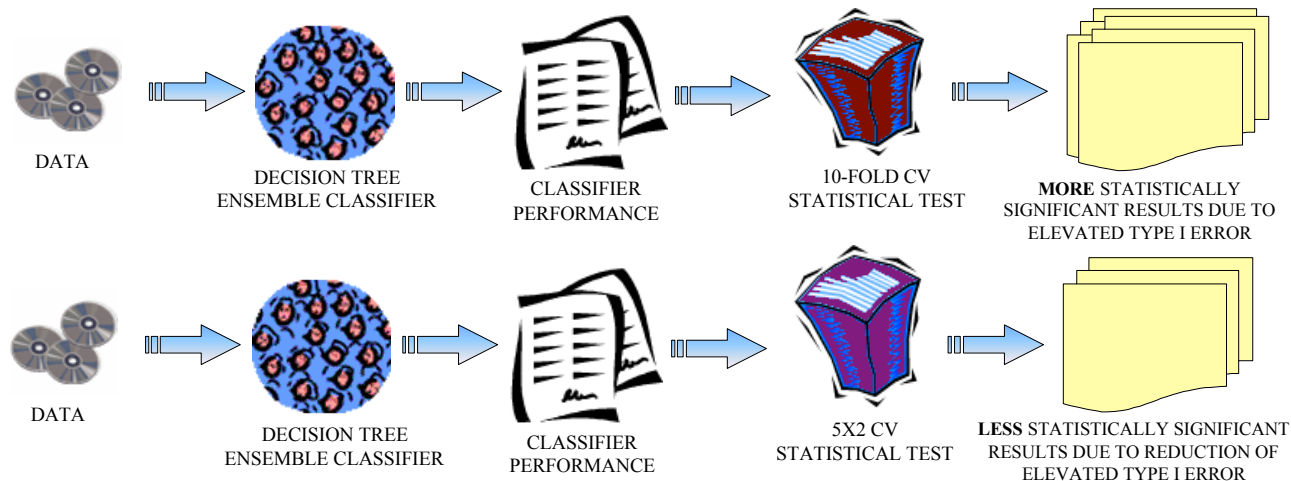 DATA
DECISION TREE
ENSEMBLE CLASSIFIER
CLASSIFIER
PERFORMANCE
10-FOLD CV
STATISTICAL TEST
MORE STATISTICALLY
SIGNIFICANT RESULTS DUE TO
ELEVATED TYPE I ERROR
DATA
DECISION TREE
ENSEMBLE CLASSIFIER
CLASSIFIER
PERFORMANCE
5X2 CV
STATISTICAL TEST
LESS STATISTICALLY SIGNIFICANT
RESULTS DUE TO REDUCTION OF
ELEVATED TYPE I ERROR